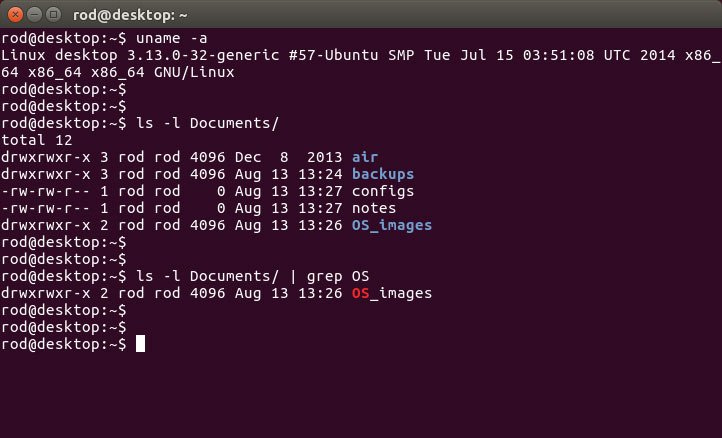 rod@desktop: ~
rod@desktop:~$ uname -a
Linux desktop 3.13.0-32-generic #57-Ubuntu SMP Tue Jul 15 03:51:08 UTC 2014 x86_
64 x86_64 x86_64 GNU/Linux
rod@desktop:~$
rod@desktop:~$
rod@desktop:~$ ls -l Documents/
total 12
drwxrwxr-x 3 rod rod 4096 Dec  8  2013 air
drwxrwxr-x 3 rod rod 4096 Aug 13 13:24 backups
-rw-rw-r-- 1 rod rod    0 Aug 13 13:27 configs
-rw-rw-r-- 1 rod rod    0 Aug 13 13:27 notes
drwxrwxr-x 2 rod rod 4096 Aug 13 13:26 OS_images
rod@desktop:~$
rod@desktop:~$
rod@desktop:~$ ls -l Documents/ | grep OS
drwxrwxr-x 2 rod rod 4096 Aug 13 13:26 OS_images
rod@desktop:~$
rod@desktop:~$
rod@desktop:~$